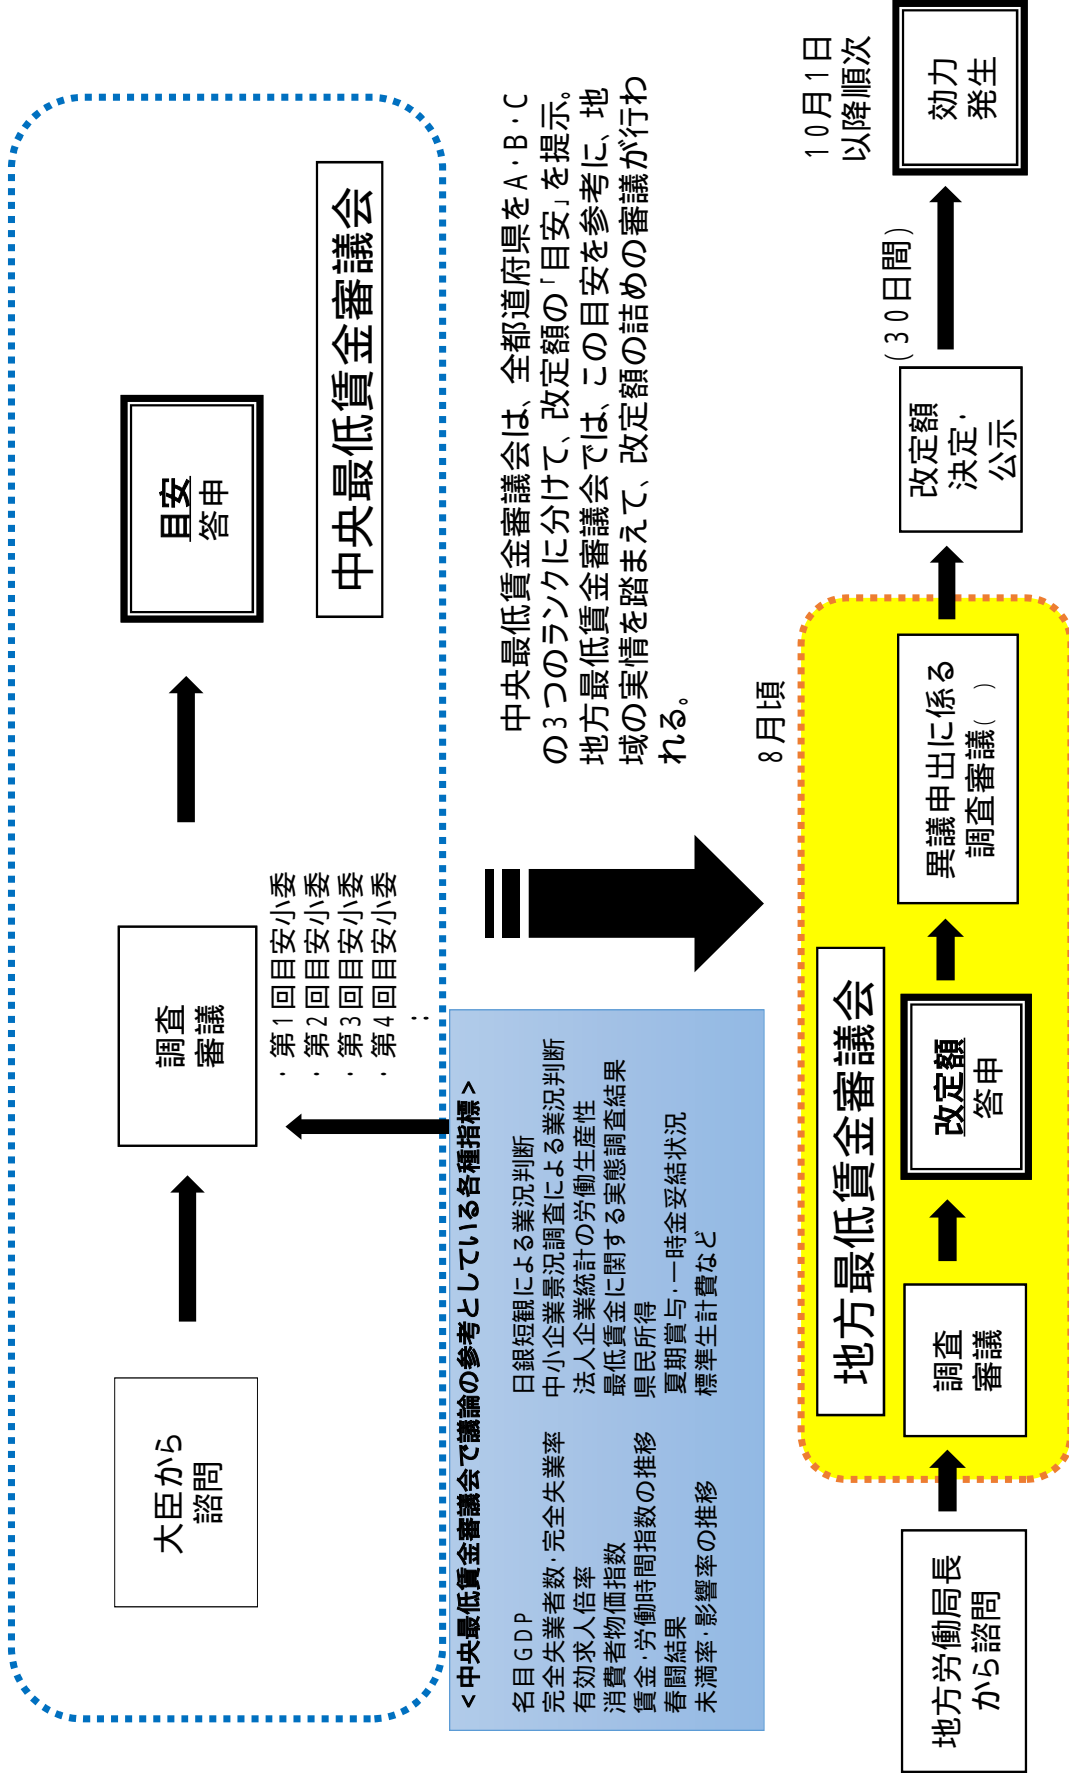 大臣から
諮問
調査
審議
・第1回目安小委
・第2回目安小委
・第3回目安小委
・第4回目安小委
：
目安
答申
中央最低賃金審議会
＜中央最低賃金審議会で議論の参考としている各種指標＞
名目GDP
完全失業者数・完全失業率
有効求人倍率
消費者物価指数
賃金・労働時間指数の推移
春闘結果
未満率・影響率の推移
日銀短観による業況判断
中小企業景況調査による業況判断
法人企業統計の労働生産性
最低賃金に関する実態調査結果
県民所得
夏期賞与・一時金妥結状況
標準生計費など
中央最低賃金審議会は、全都道府県をA・B・C
の3つのランクに分けて、改定額の「目安」を提示。
地方最低賃金審議会では、この目安を参考に、地
域の実情を踏まえて、改定額の詰めの審議が行わ
れる。
8月頃
地方最低賃金審議会
地方労働局長
から諮問
調査
審議
改定額
答申
異議申出に係る
調査審議( )
改定額
決定・
公示
(30日間)
10月1日
以降順次
効力
発生